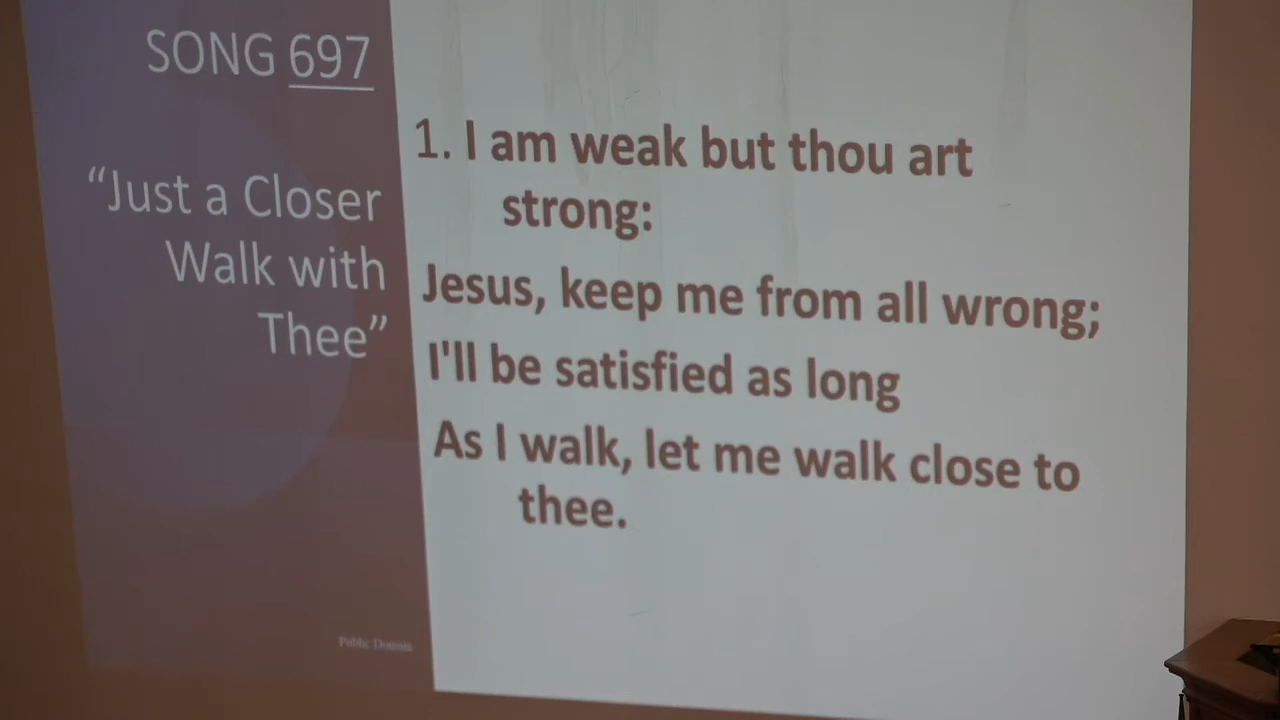 SONG 697
“Just a Closer
Walk with
Thee”
Public Domain
1. I am weak but thou art
strong:
Jesus, keep me from all wrong;
I'll be satisfied as long
As I walk, let me walk close to
thee.